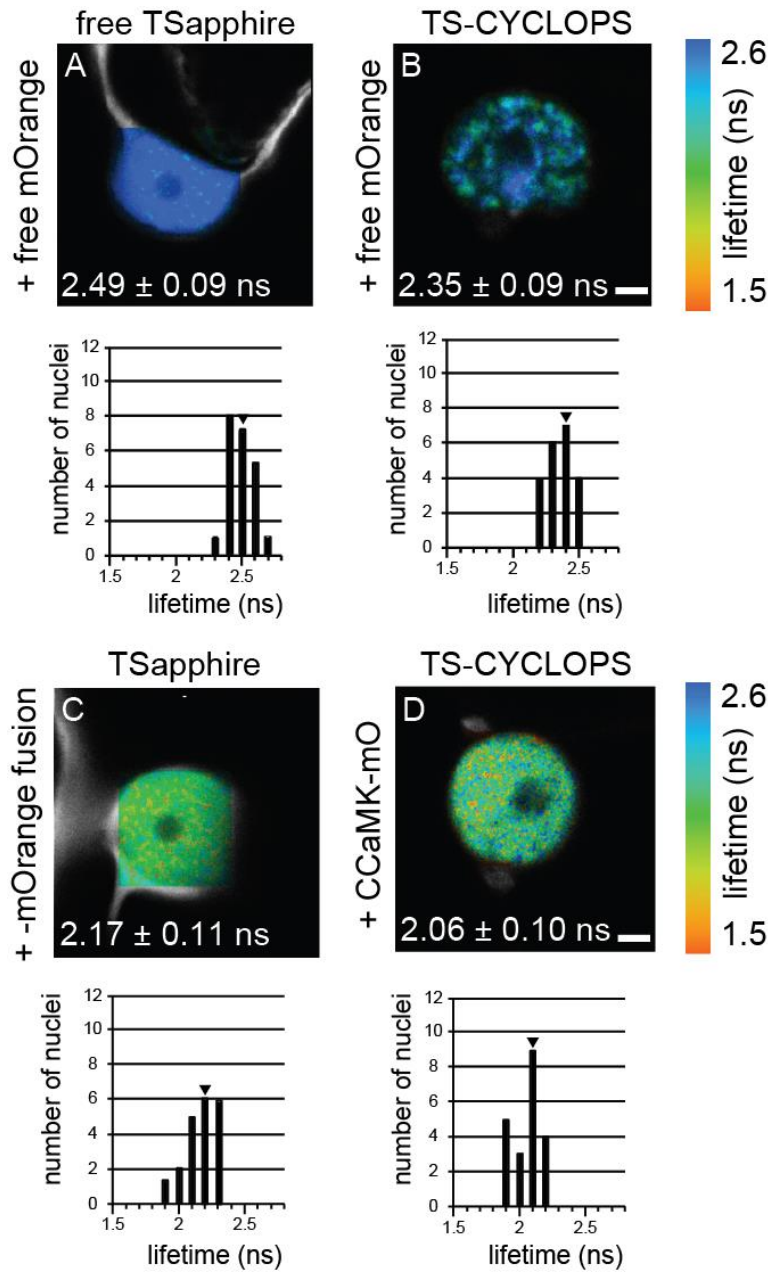 free TSapphire
TS-CYCLOPS
+ free mOrange
A
2.49 ± 0.09 ns
+ free mOrange
B
2.35 ± 0.09 ns
2.6
lifetime (ns)
1.5
number of nuclei
12
10
8
6
4
2
0
1.5
2
2.5
lifetime (ns)
number of nuclei
12
10
8
6
4
2
0
1.5
2
2.5
lifetime (ns)
TSapphire
TS-CYCLOPS
+ -mOrange fusion
C
2.17 ± 0.11 ns
+ CCaMK-mO
D
2.06 ± 0.10 ns
2.6
lifetime (ns)
1.5
number of nuclei
12
10
8
6
4
2
0
1.5
2
2.5
lifetime (ns)
number of nuclei
12
10
8
6
4
2
0
1.5
2
2.5
lifetime (ns)